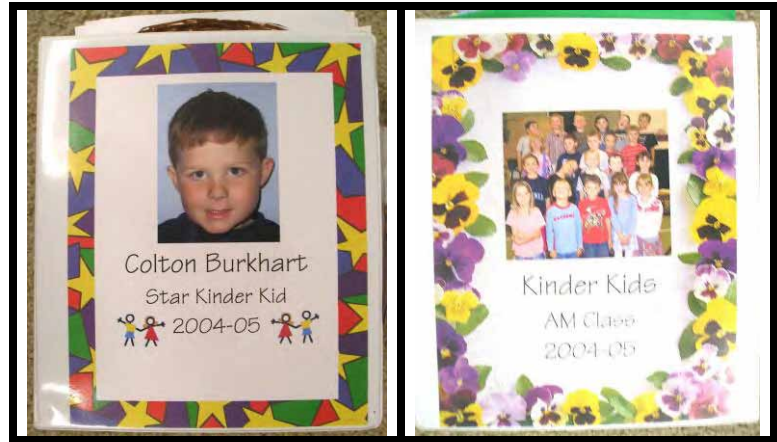 Colton Burkhart
Star Kinder Kid
2004-05
Kinder Kids
AM Class
2004-05